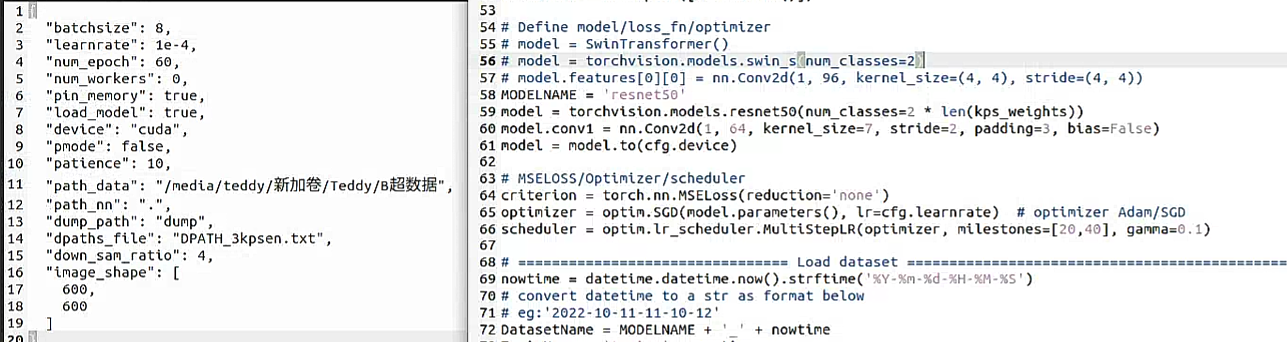 1 {
2 "batchsize": 8,
3 "learnrate": 1e-4,
4 "num_epoch": 60,
5 "num_workers": 0,
6 "pin_memory": true,
7 "load_model": true,
8 "device": "cuda",
9 "pmode": false,
10 "patience": 10,
11 "path_data": "/media/teddy/新加卷/Teddy/B超数据",
12 "path_nn": ".",
13 "dump_path": "dump",
14 "dpaths_file": "DPATH_3kpsen.txt",
15 "down_sam_ratio": 4,
16 "image_shape": [
17 600,
18 600
19 ]
20 }
53
54 # Define model/loss_fn/optimizer
55 # model = SwinTransformer()
56 # model = torchvision.models.swin_s(num_classes=2)
57 # model.features[0][0] = nn.Conv2d(1, 96, kernel_size=(4, 4), stride=(4, 4))
58 MODELNAME = 'resnet50'
59 model = torchvision.models.resnet50(num_classes=2 * len(kps_weights))
60 model.conv1 = nn.Conv2d(1, 64, kernel_size=7, stride=2, padding=3, bias=False)
61 model = model.to(cfg.device)
62
63 # MSELOSS/Optimizer/scheduler
64 criterion = torch.nn.MSELoss(reduction='none')
65 optimizer = optim.SGD(model.parameters(), lr=cfg.learnrate)  # optimizer Adam/SGD
66 scheduler = optim.lr_scheduler.MultiStepLR(optimizer, milestones=[20,40], gamma=0.1)
67
68 # ================================ Load dataset ============================================
69 nowtime = datetime.datetime.now().strftime('%Y-%m-%d-%H-%M-%S')
70 # convert datetime to a str as format below
71 # eg:'2022-10-11-11-10-12'
72 DatasetName = MODELNAME + '_' + nowtime